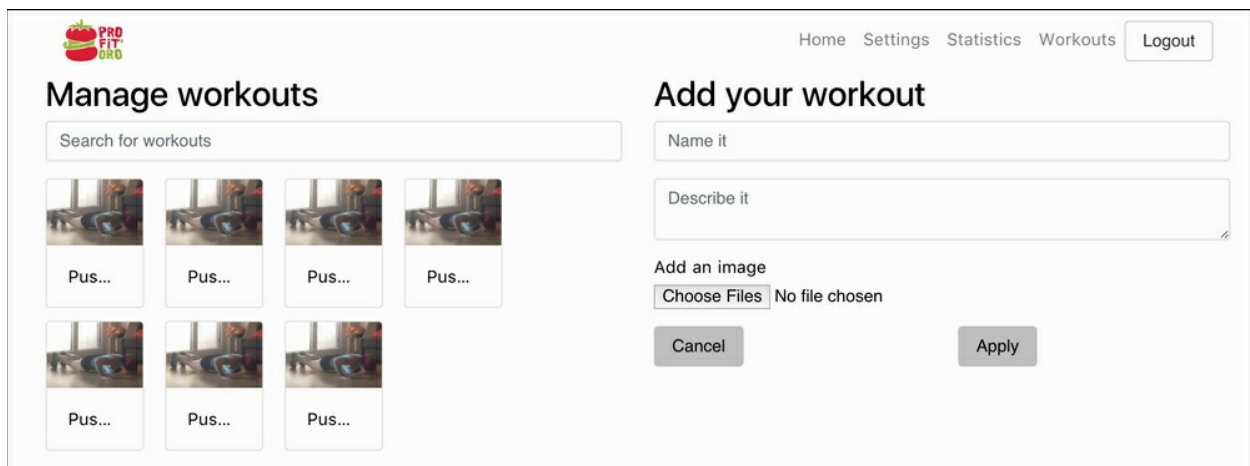 PRO
FIT'
ORO
Home Settings Statistics Workouts Logout
Manage workouts
Search for workouts
Pus...
Pus...
Pus...
Pus...
Pus...
Pus...
Pus...
Add your workout
Name it
Describe it
Add an image
Choose Files No file chosen
Cancel
Apply